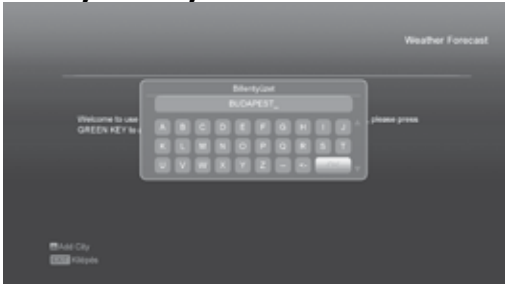 Weather Forecast
Billentyűzet
BUDAPEST_
Welcome to use , please press
GREEN KEY to
A B C D E F G H I J
K L M N O P Q R S T
U V W X Y Z
Add City
EXIT Kilépés